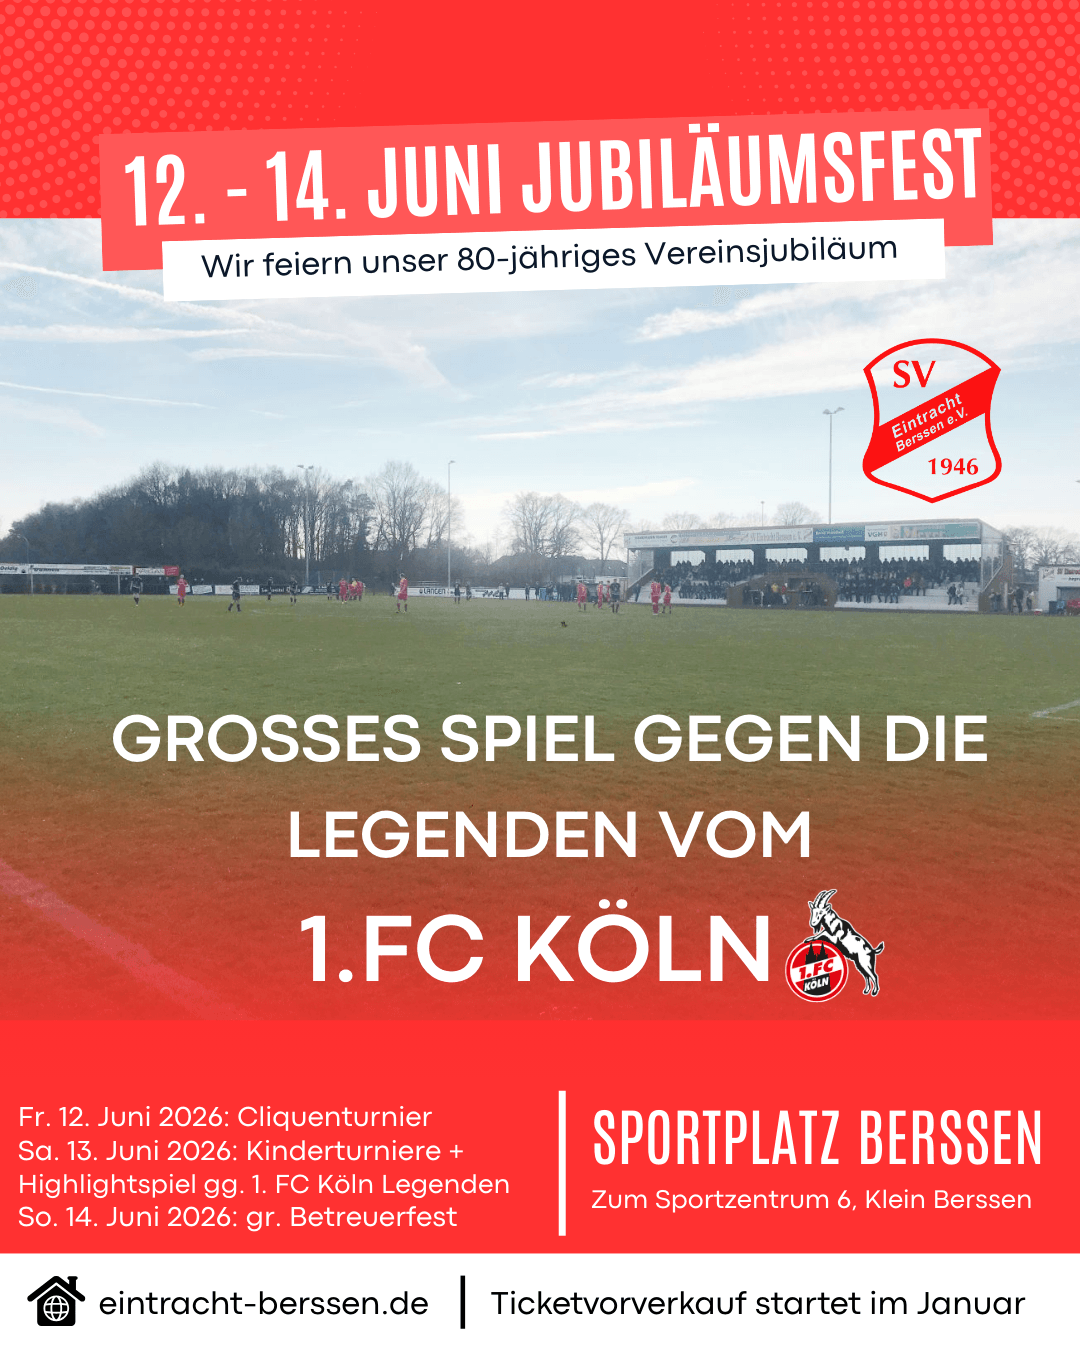 12. - 14. JUNI JUBILÄUMSFEST
Wir feiern unser 80-jähriges Vereinsjubiläum
SV
Eintracht
Berssen e.V.
1946
LANGEN
GROSSES SPIEL GEGEN DIE
LEGENDEN VOM
1.FC KÖLN
1.FC
KÖLN
Fr. 12. Juni 2026: Cliquenturnier
Sa. 13. Juni 2026: Kinderturniere +
Highlightspiel gg. 1. FC Köln Legenden
So. 14. Juni 2026: gr. Betreuerfest
SPORTPLATZ BERSSEN
Zum Sportzentrum 6, Klein Berssen
eintracht-berssen.de
Ticketvorverkauf startet im Januar